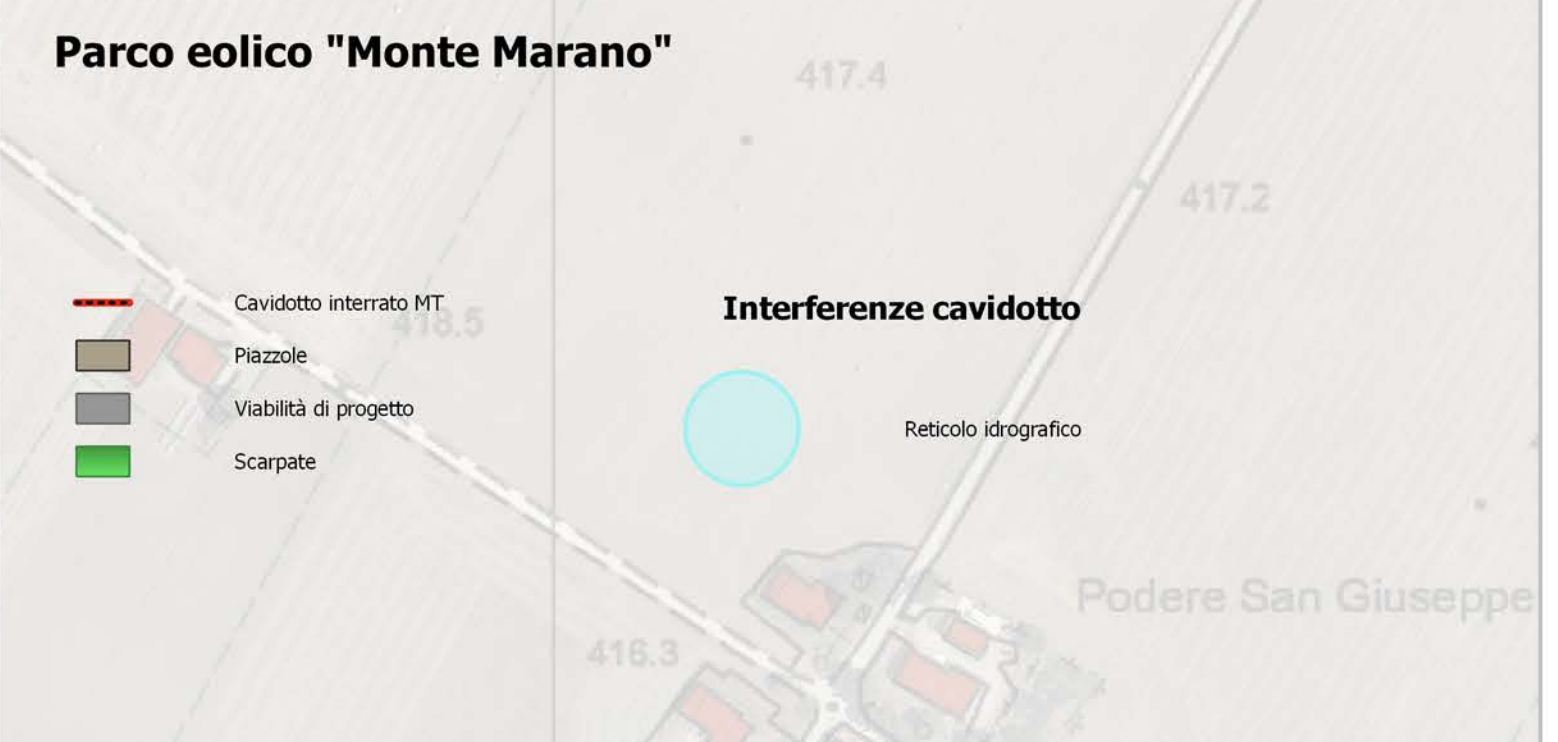 Parco eolico "Monte Marano"
417.4
417.2
Cavidotto interrato MT
418.5
Piazzole
Viabilità di progetto
Scarpate
Interferenze cavidotto
Reticolo idrografico
Podere San Giuseppe
416.3